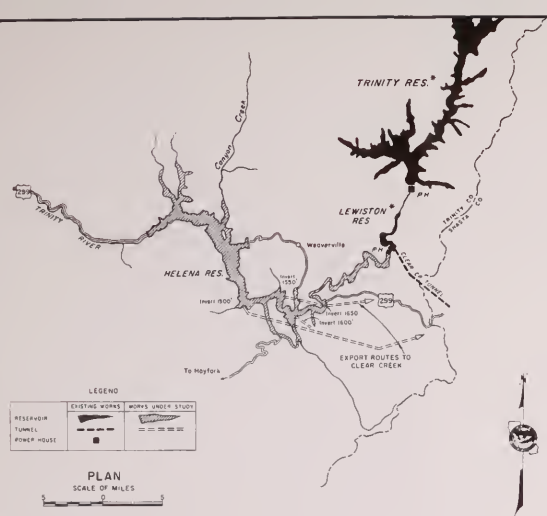 TRINITY RES.*
Canyon Creek
PH
LEWISTON
RES *
TRINITY CO
SHASTA CO
299
TRINITY
RIVER
Weaverville
PH
CLEAR CR TUNNEL
HELENA RES.
Invert
1550'
Invert 1500'
299
Invert 1650
Invert 1600'
EXPORT ROUTES TO
CLEAR CREEK
To Hayfork
LEGEND
EXISTING WORKS WORKS UNDER STUDY
RESERVOIR
TUNNEL
POWER HOUSE
PLAN
SCALE OF MILES
5 0 5